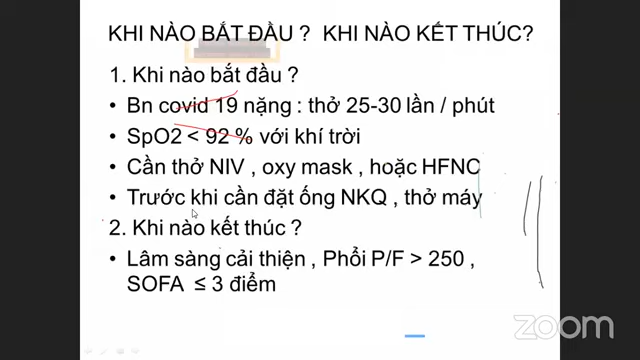 KHI NÀO BẮT ĐẦU ? KHI NÀO KẾT THÚC?
1. Khi nào bắt đầu ?
• Bn covid 19 nặng : thở 25-30 lần / phút
• SpO2 < 92 % với khí trời
• Cần thở NIV , oxy mask , hoặc HFNC
• Trước khi cần đặt ống NKQ , thở máy
2. Khi nào kết thúc ?
• Lâm sàng cải thiện , Phổi P/F > 250 ,
SOFA ≤ 3 điểm
zoom